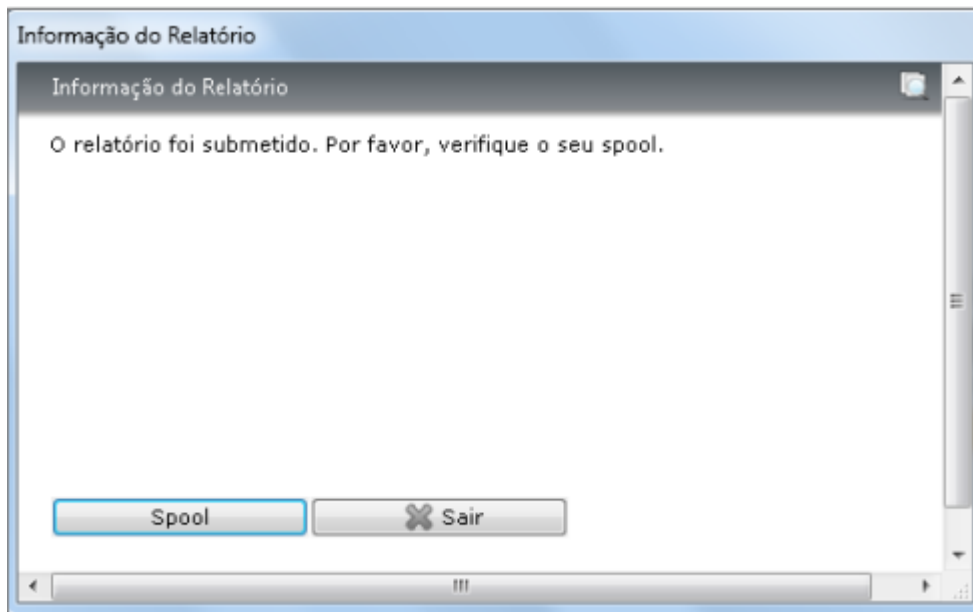 Informação do Relatório
Informação do Relatório
O relatório foi submetido. Por favor, verifique o seu spool.
Spool
Sair